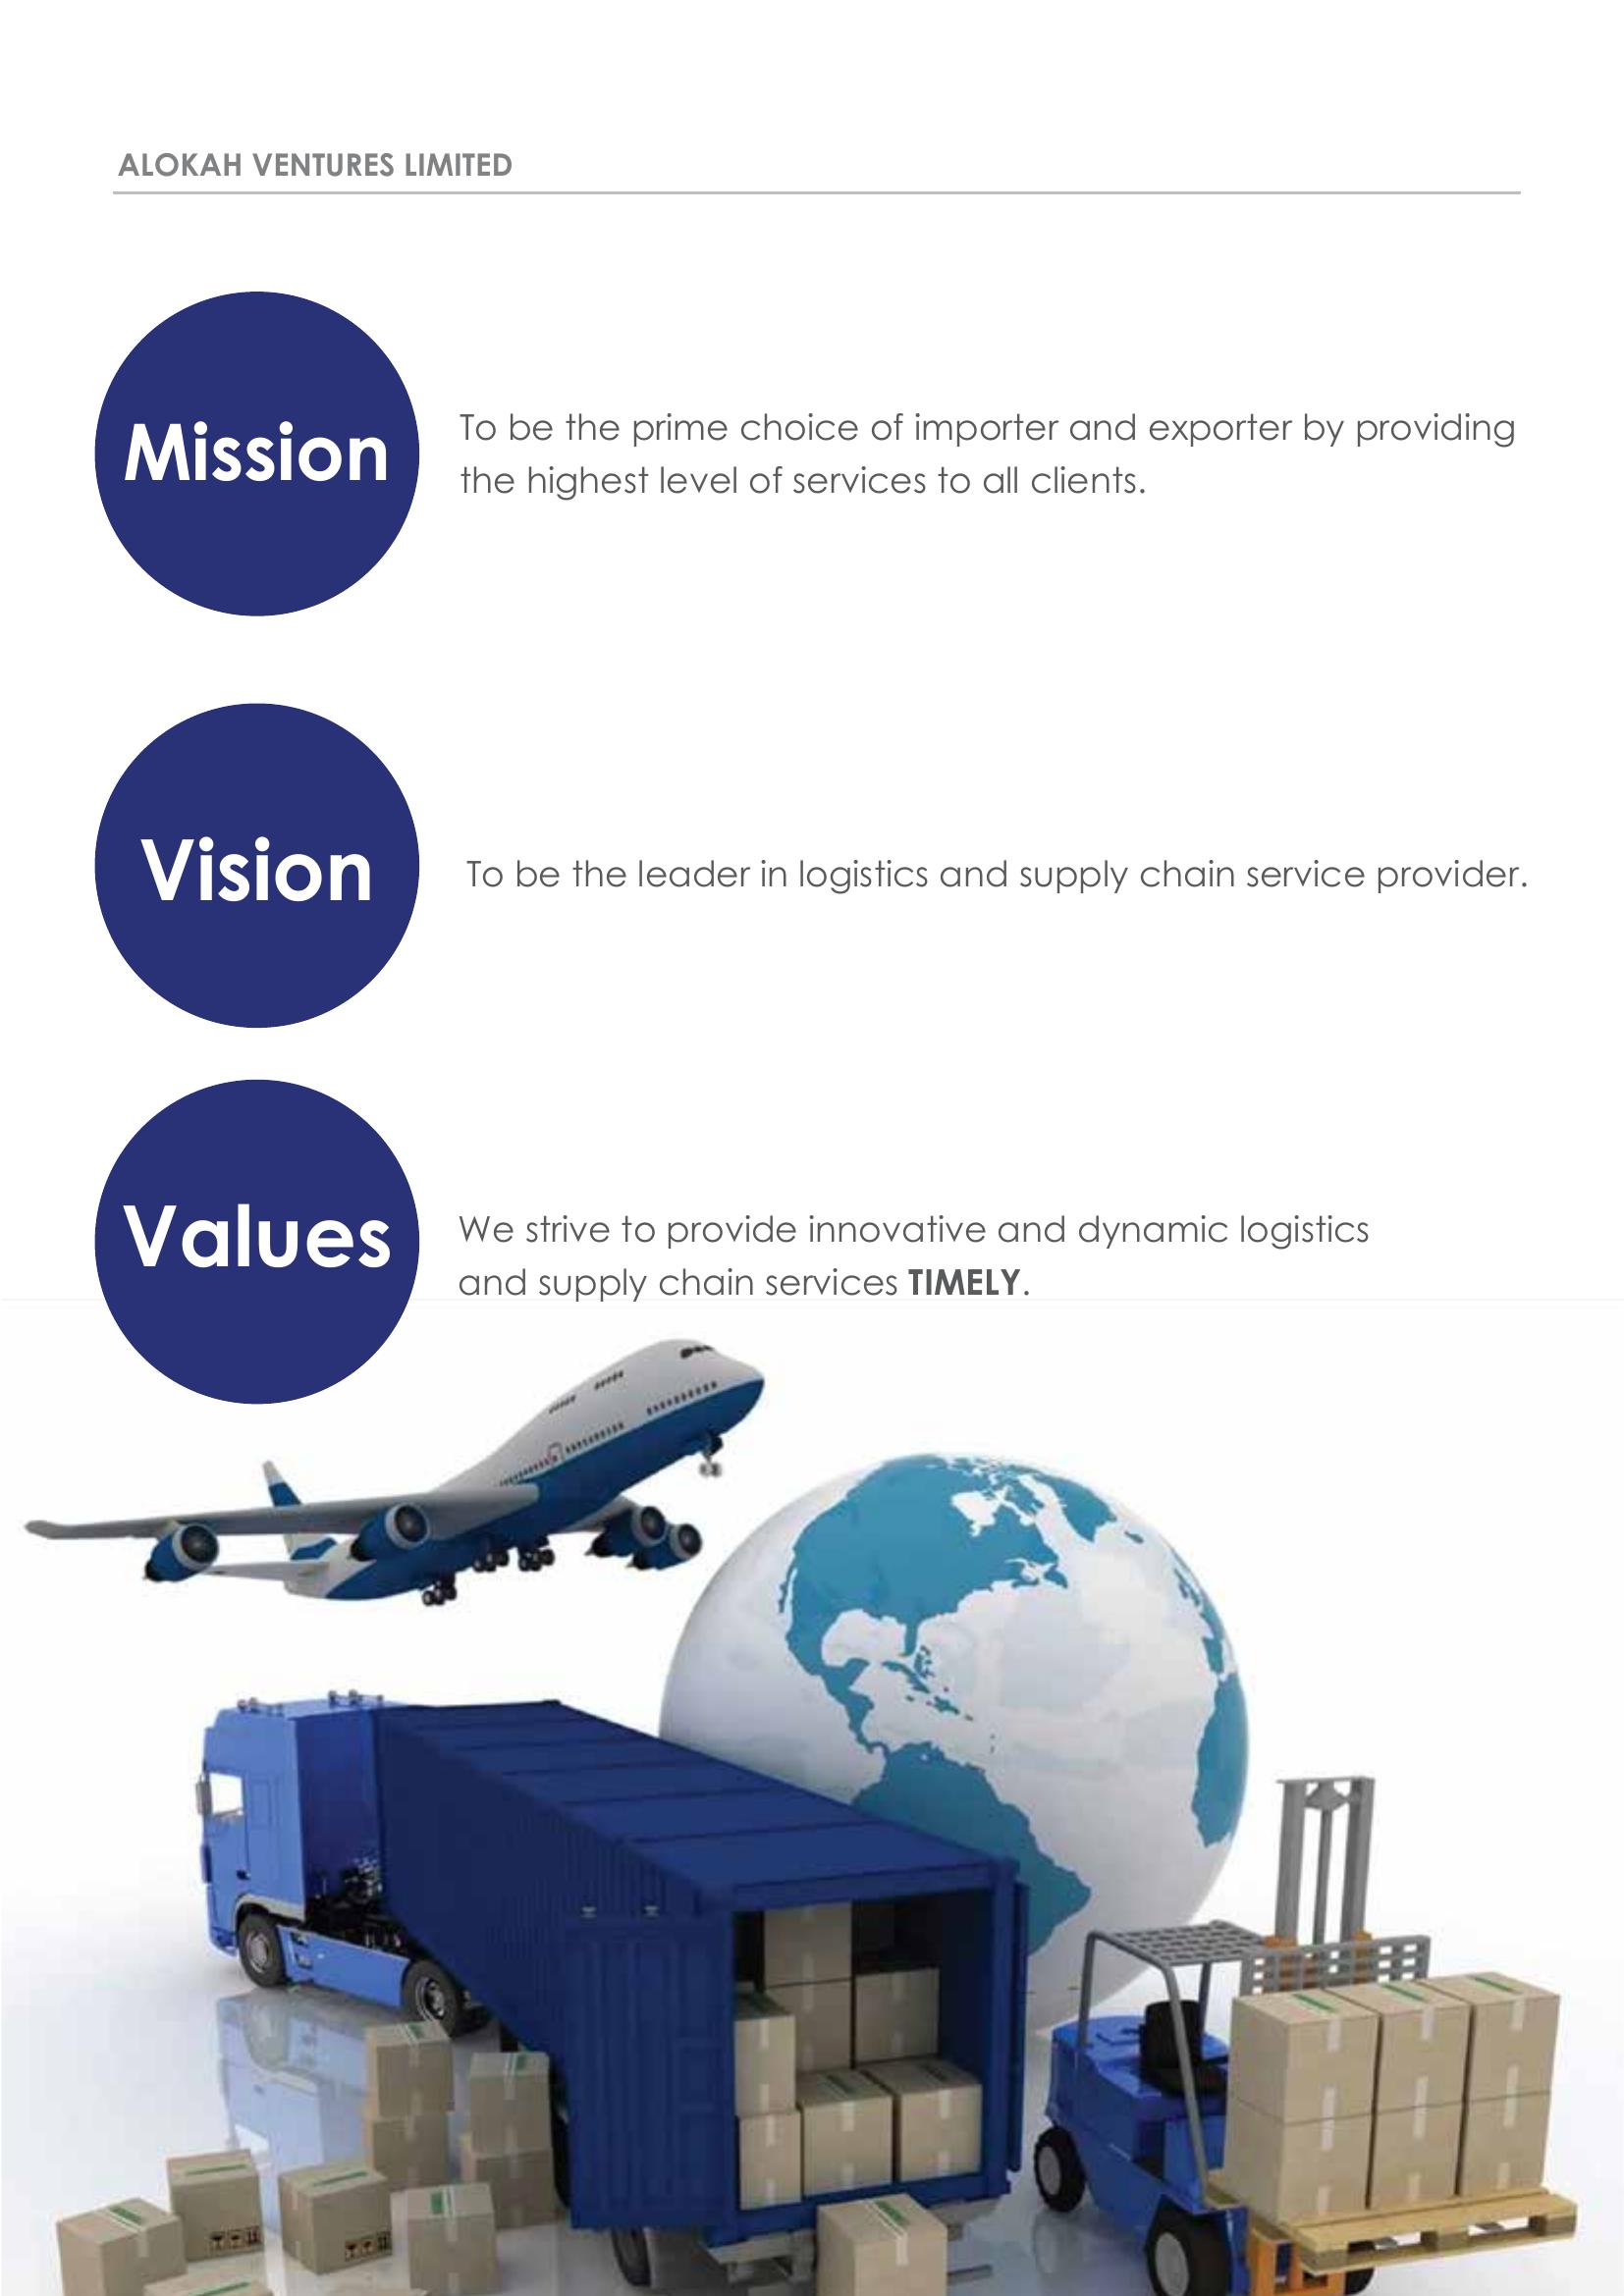 ALOKAH VENTURES LIMITED
Mission
To be the prime choice of importer and exporter by providing
the highest level of services to all clients.
Vision
To be the leader in logistics and supply chain service provider.
Values
We strive to provide innovative and dynamic logistics
and supply chain services TIMELY.